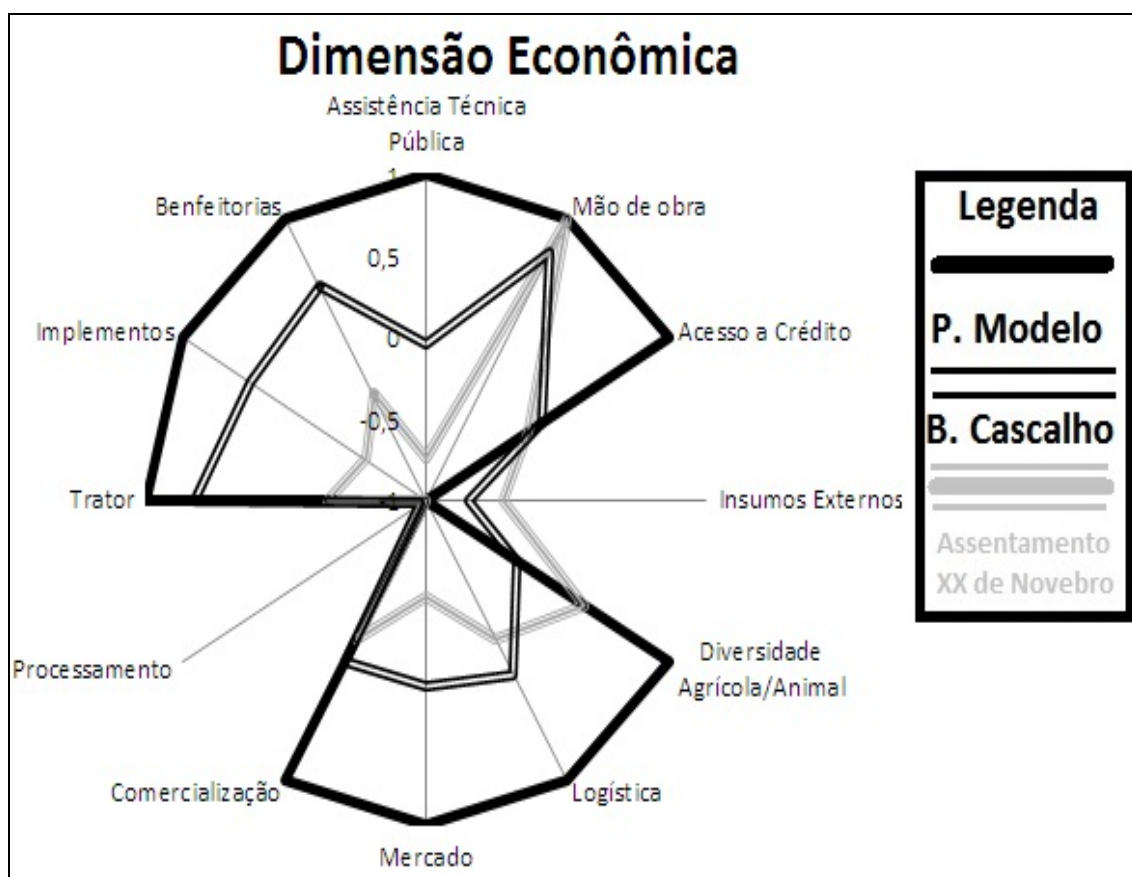 Dimensão Econômica
Assistência Técnica
Pública
Mão de obra
Acesso a Crédito
Insumos Externos
Diversidade
Agrícola/Animal
Logística
Mercado
Comercialização
Processamento
Trator
Implementos
Benfeitorias
1
0,5
0
-0,5
-1
Legenda
P. Modelo
B. Cascalho
Assentamento
XX de Novebro